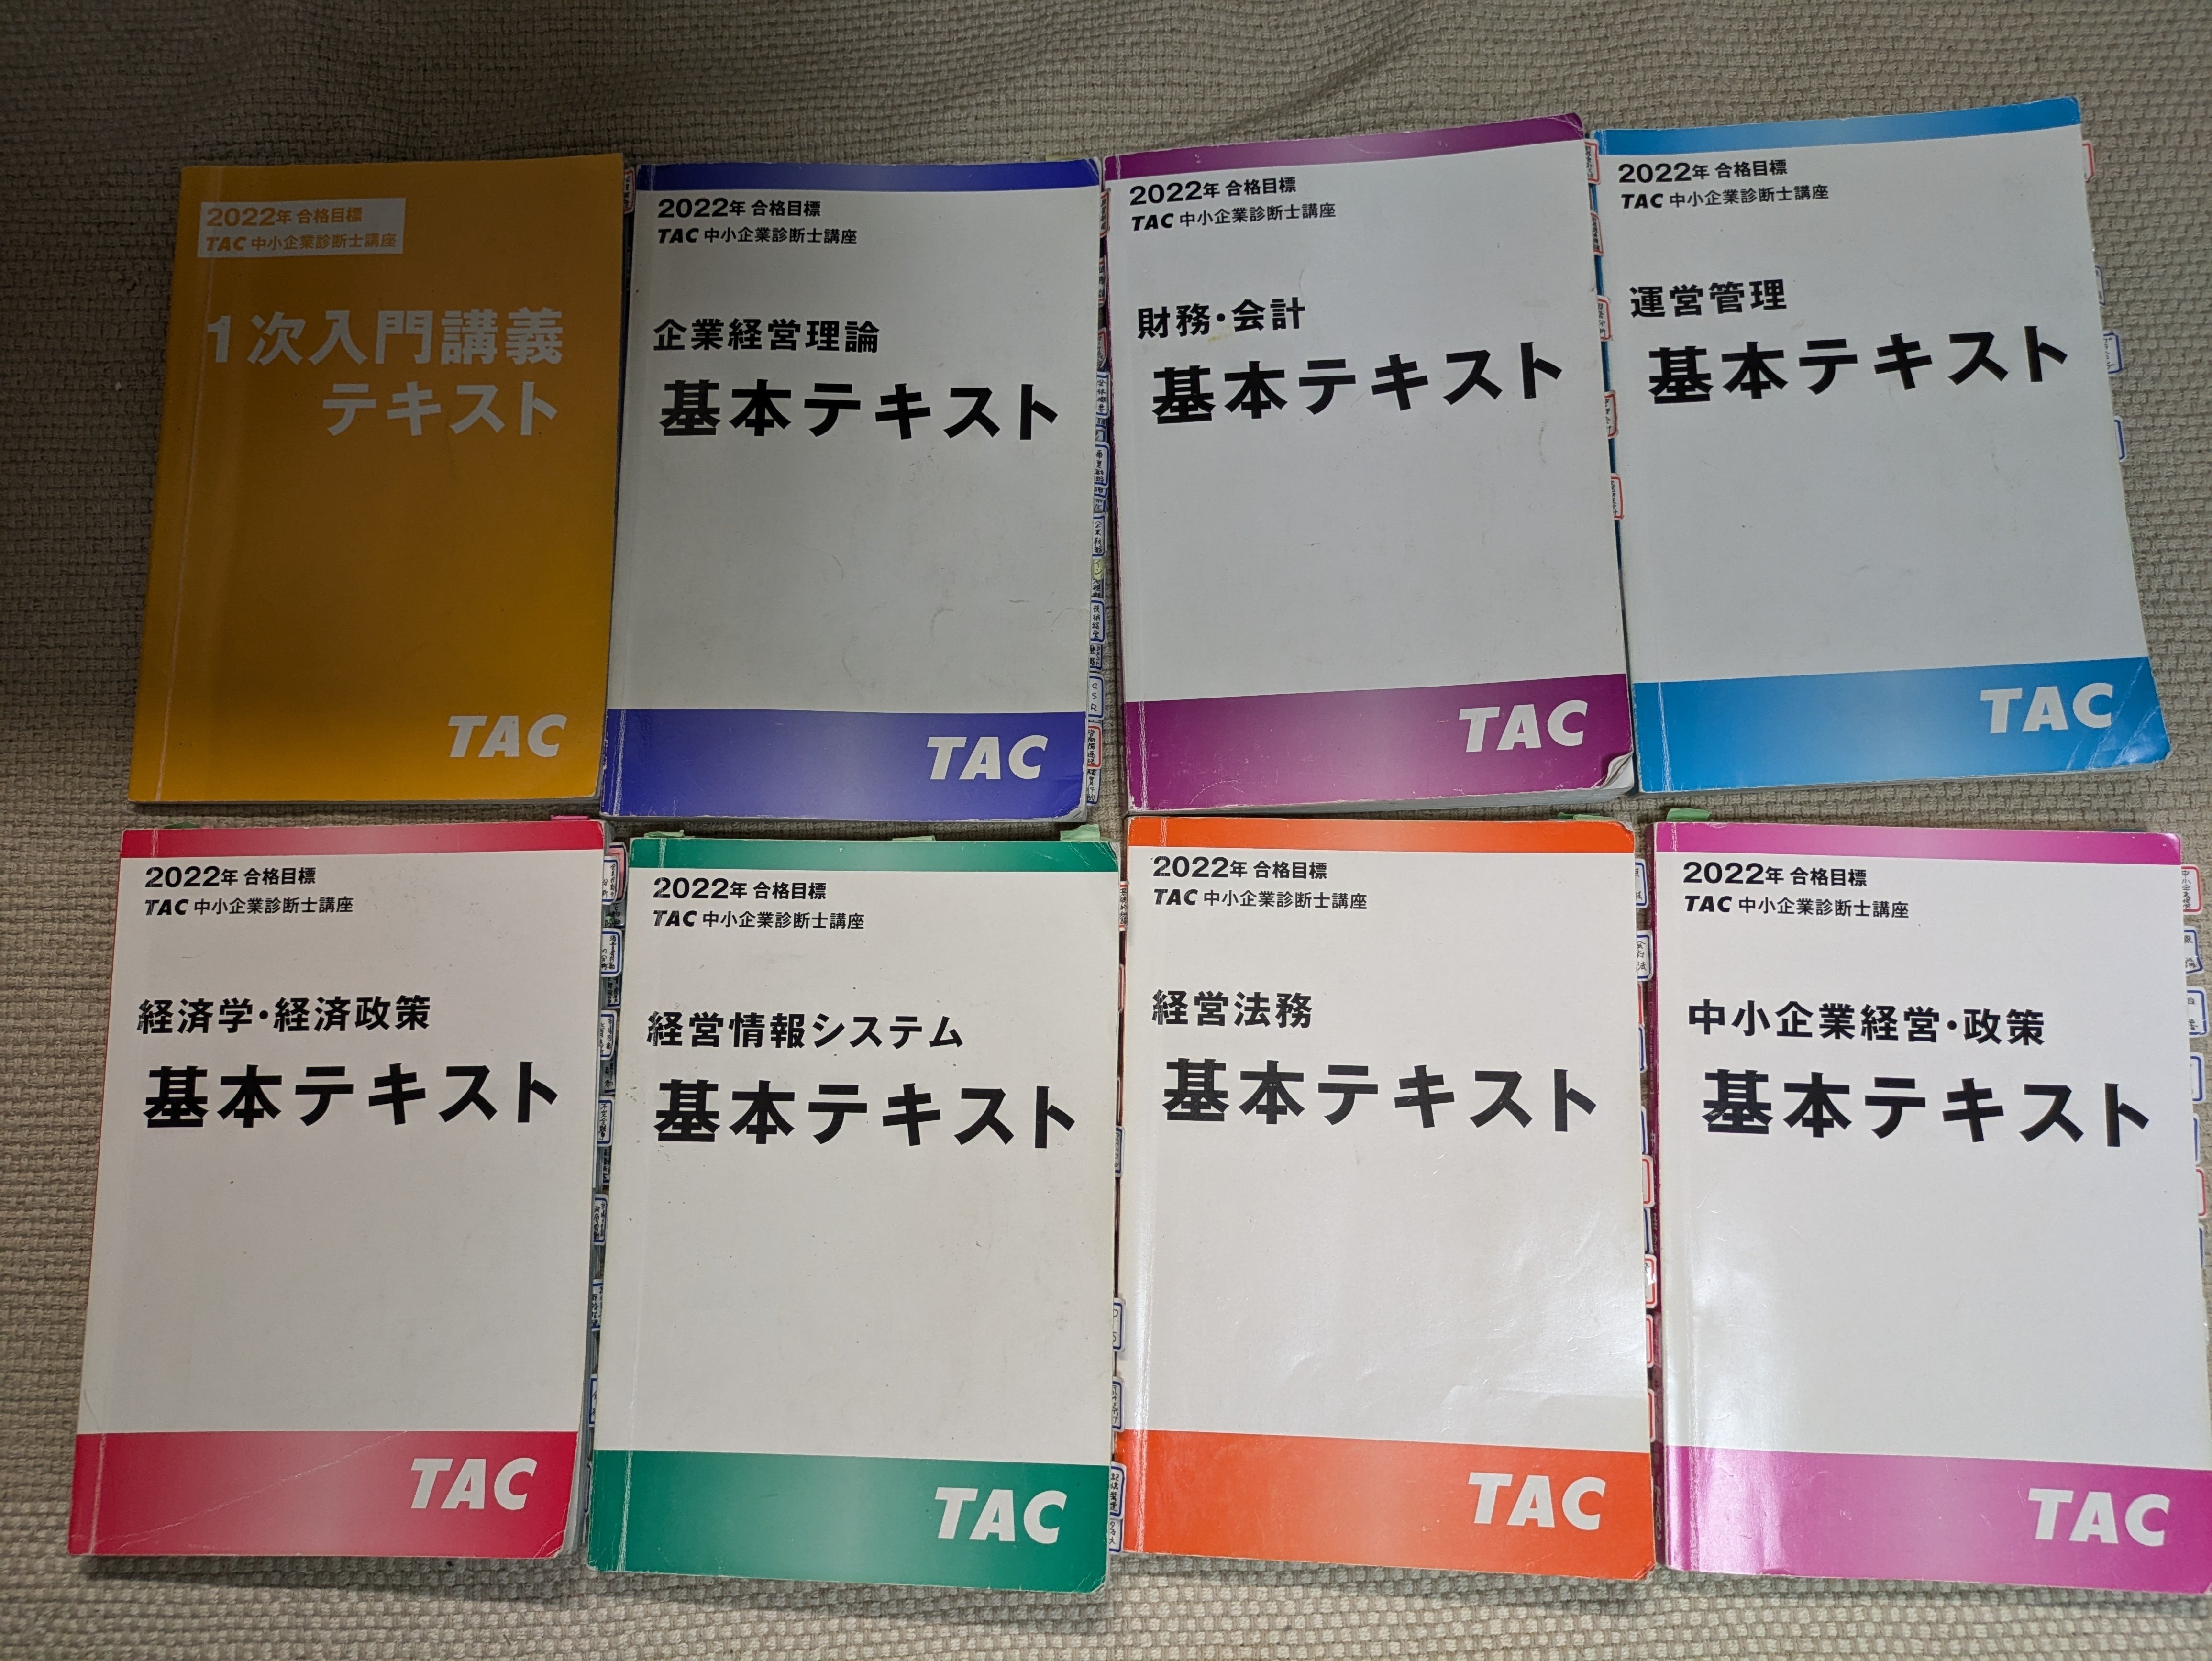 2022年 合格目標
TAC 中小企業診断士講座
1次入門講義
テキスト
TAC
2022年 合格目標
TAC 中小企業診断士講座
企業経営理論
基本テキスト
TAC
CSR
2022年 合格目標
TAC 中小企業診断士講座
財務・会計
基本テキスト
TAC
2022年 合格目標
TAC 中小企業診断士講座
運営管理
基本テキスト
TAC
2022年 合格目標
TAC 中小企業診断士講座
経済学・経済政策
基本テキスト
TAC
2022年 合格目標
TAC 中小企業診断士講座
経営情報システム
基本テキスト
TAC
2022年 合格目標
TAC 中小企業診断士講座
経営法務
基本テキスト
TAC
会社法
2022年 合格目標
TAC 中小企業診断士講座
中小企業経営・政策
基本テキスト
TAC